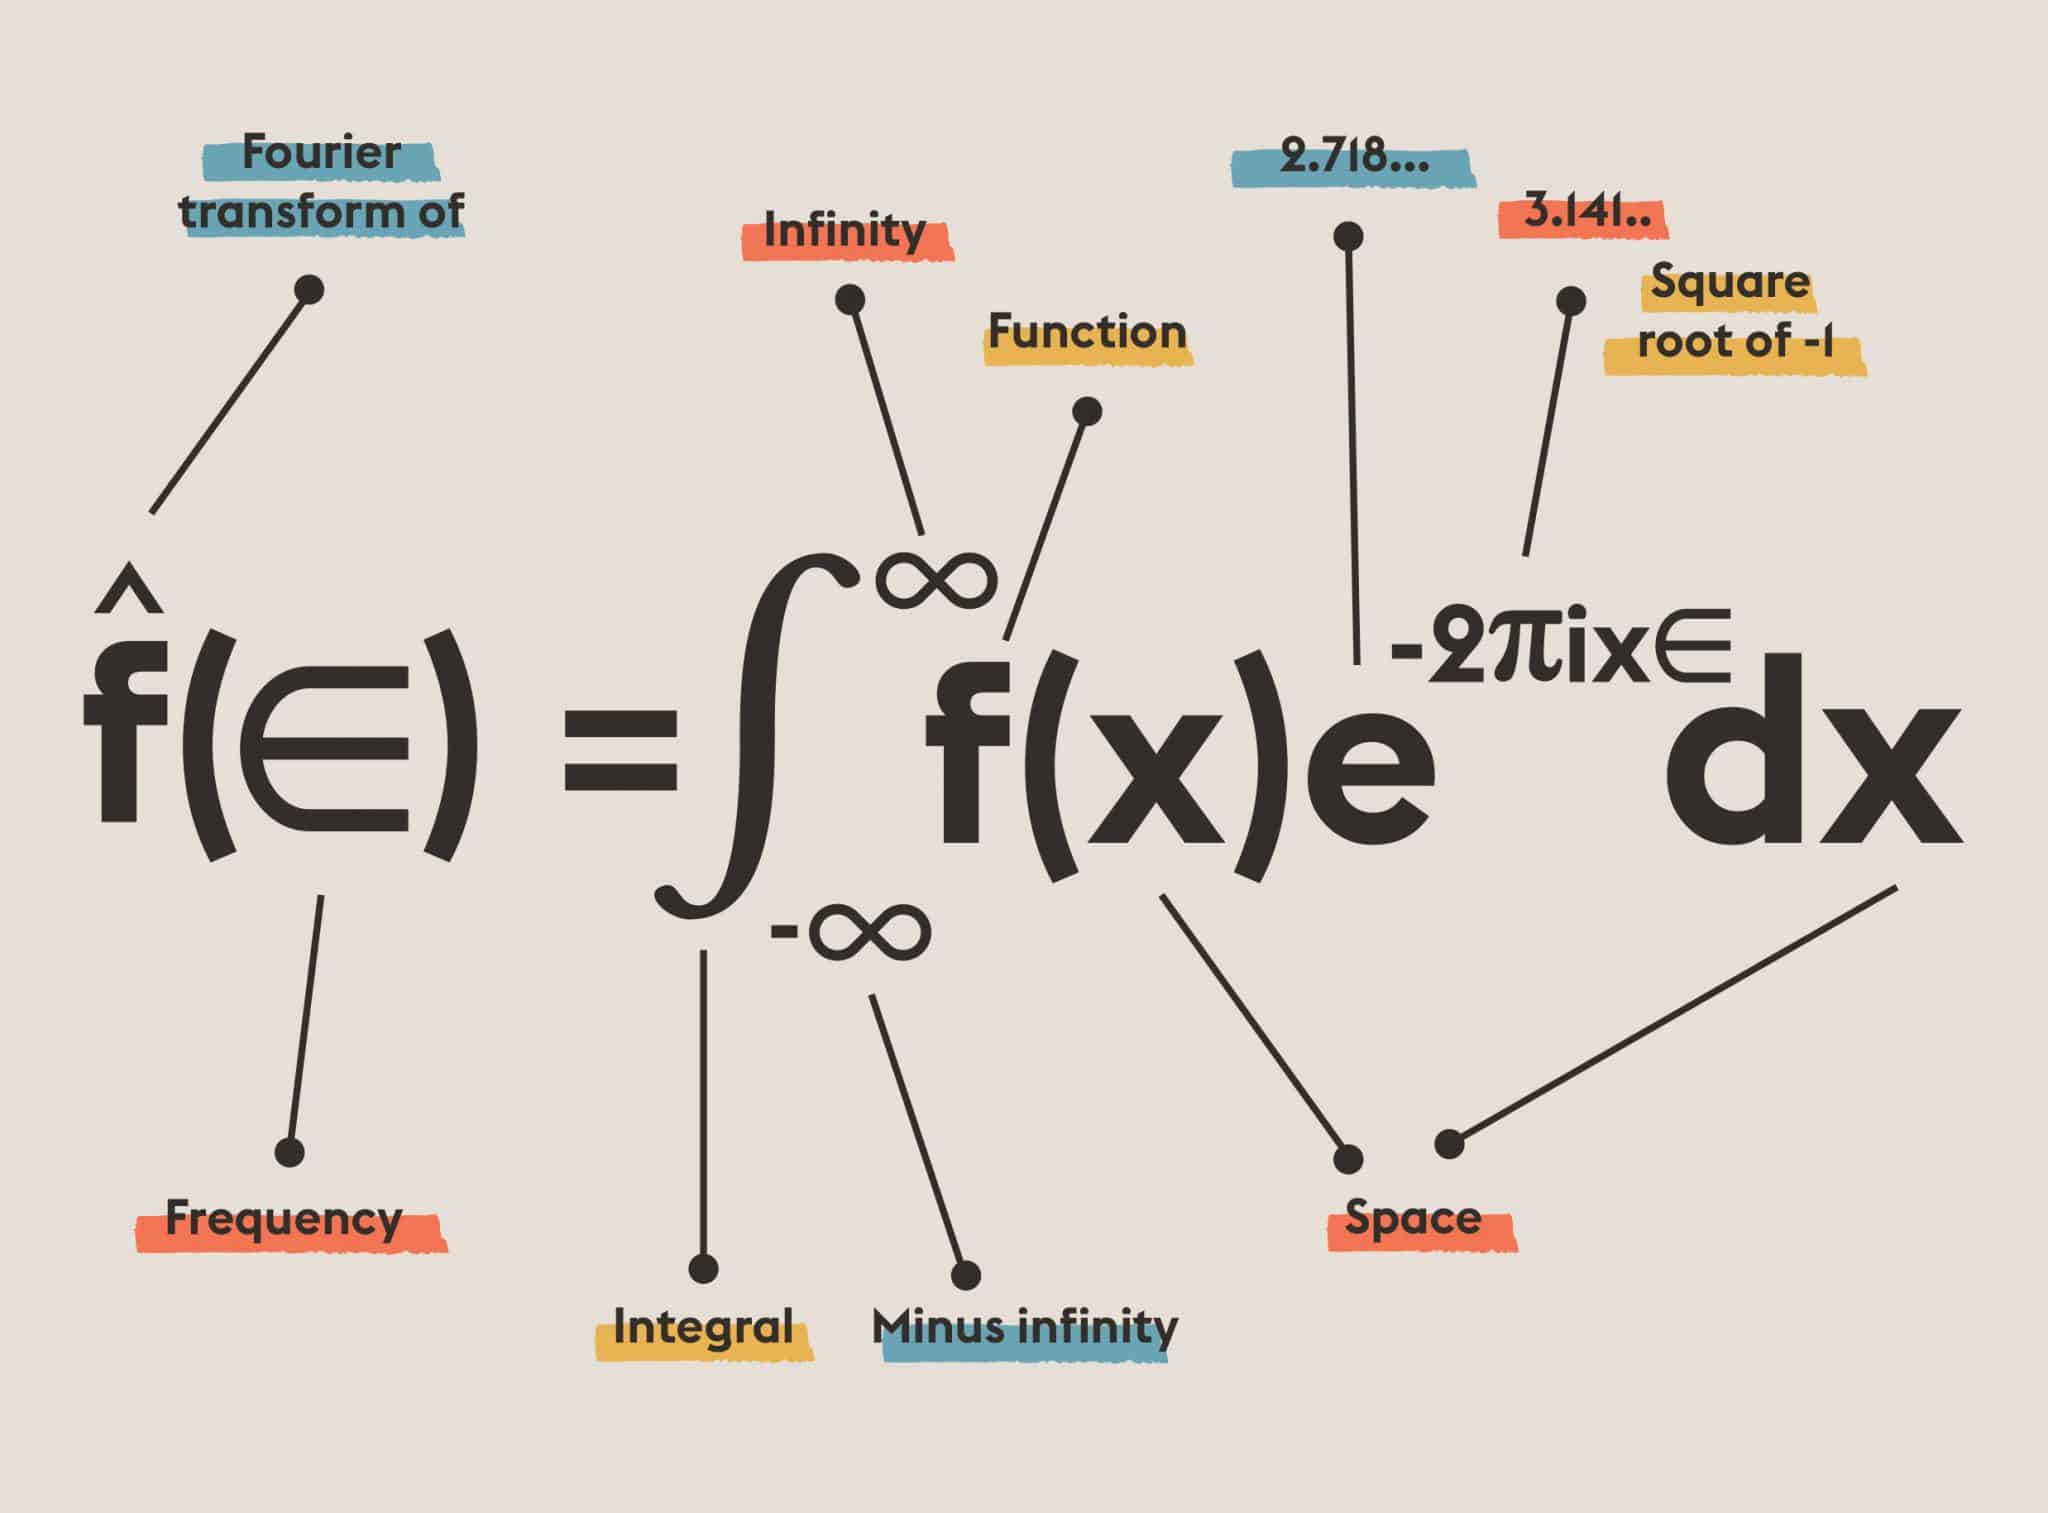 Fourier
transform of
Infinity
Function
2.718...
3.141..
Square
root of -1
f̂(∈) = ∫ ∞ -∞ f(x)e -2πix∈ dx
Frequency
Integral
Minus infinity
Space